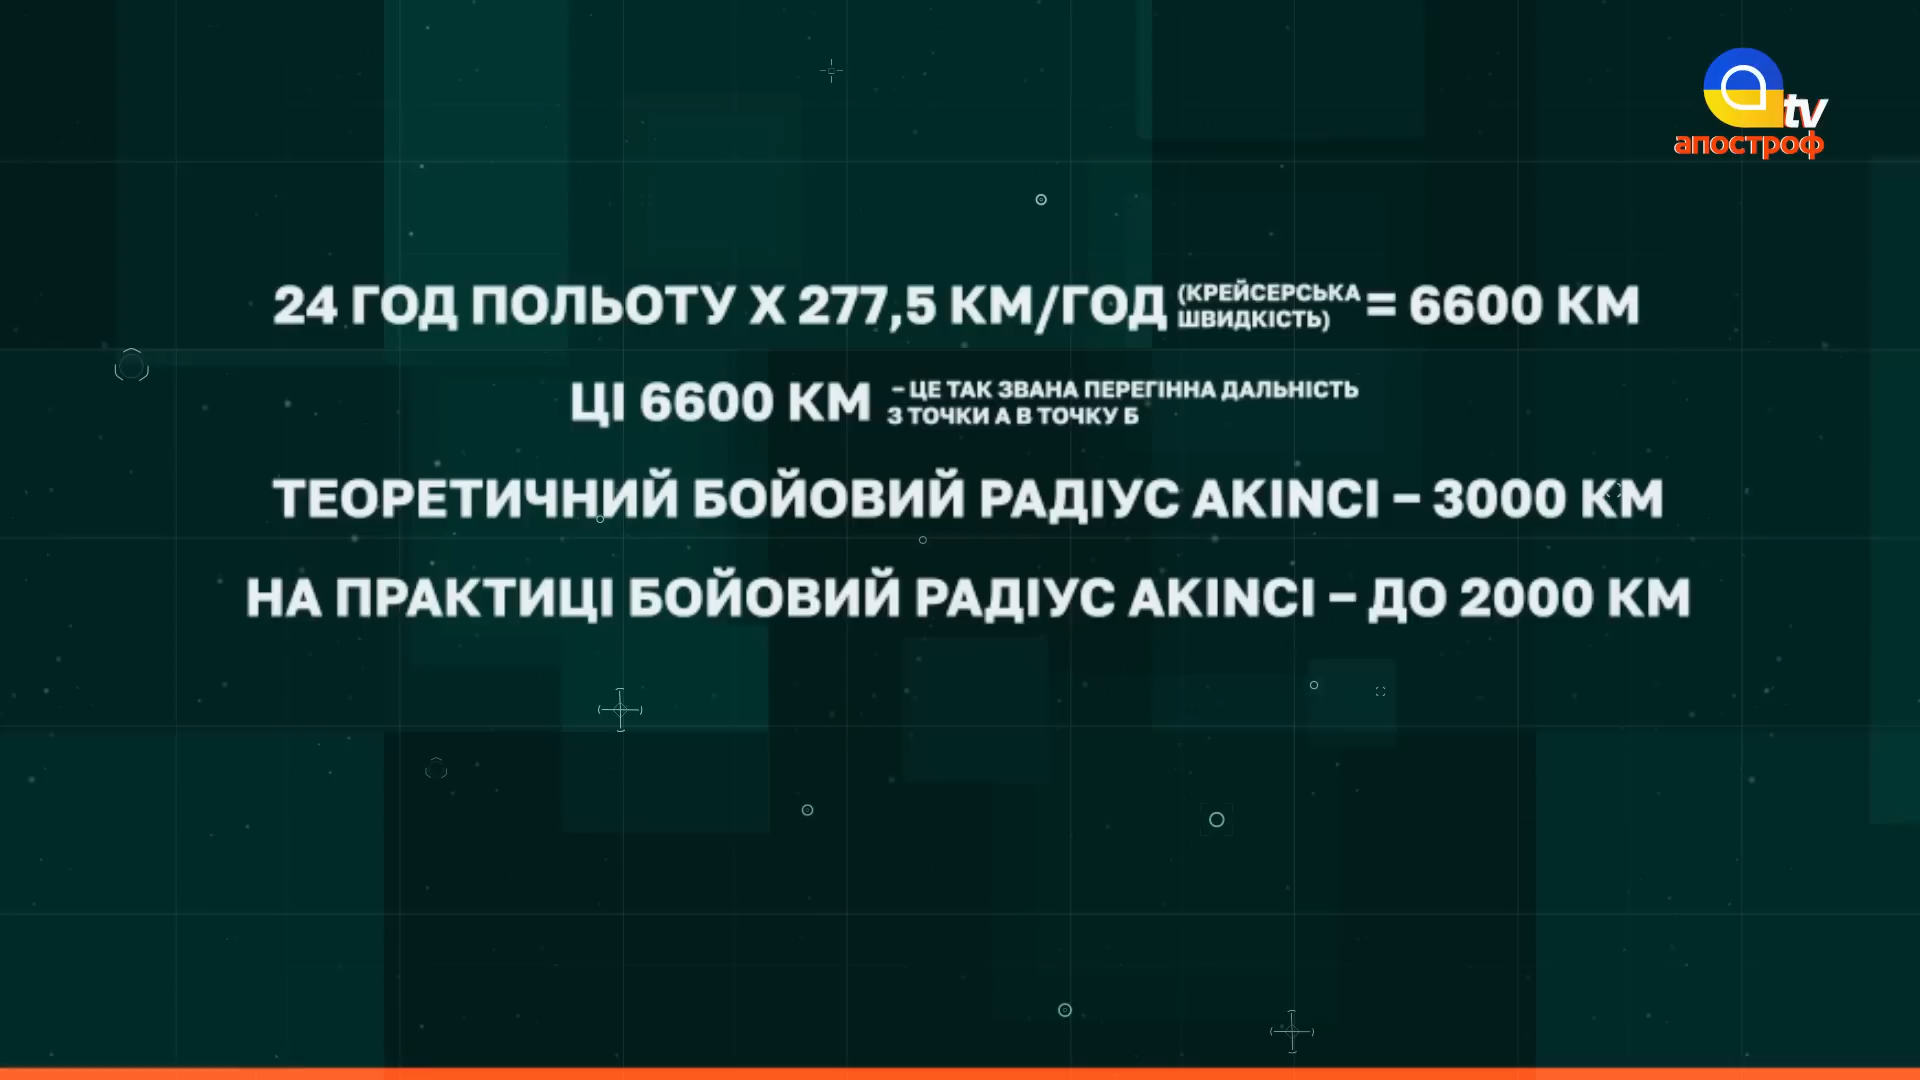 tv
апостроф
24 ГОД ПОЛЬОТУ Х 277,5 КМ/ГОД (КРЕЙСЕРСЬКА ШВИДКІСТЬ) = 6600 КМ
ЦІ 6600 КМ – ЦЕ ТАК ЗВАНА ПЕРЕГІННА ДАЛЬНІСТЬ
З ТОЧКИ А В ТОЧКУ Б
ТЕОРЕТИЧНИЙ БОЙОВИЙ РАДІУС AKINCI – 3000 КМ
НА ПРАКТИЦІ БОЙОВИЙ РАДІУС AKINCI – ДО 2000 КМ